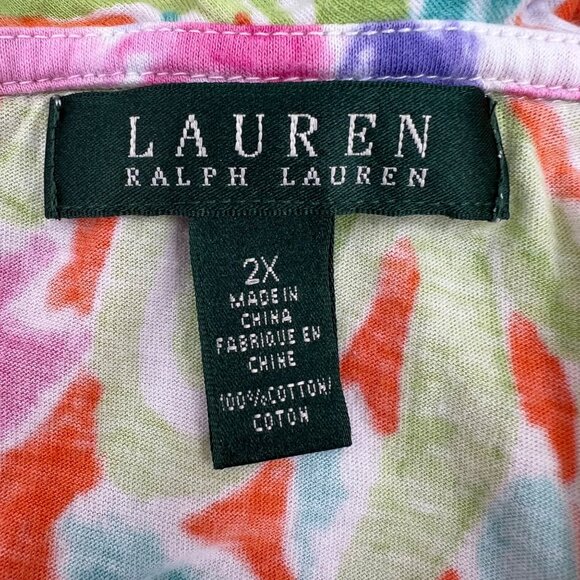 LAUREN
RALPH LAUREN
2X
MADE IN
CHINA
FABRIQUE EN
CHINE
100%COTTON/
COTON